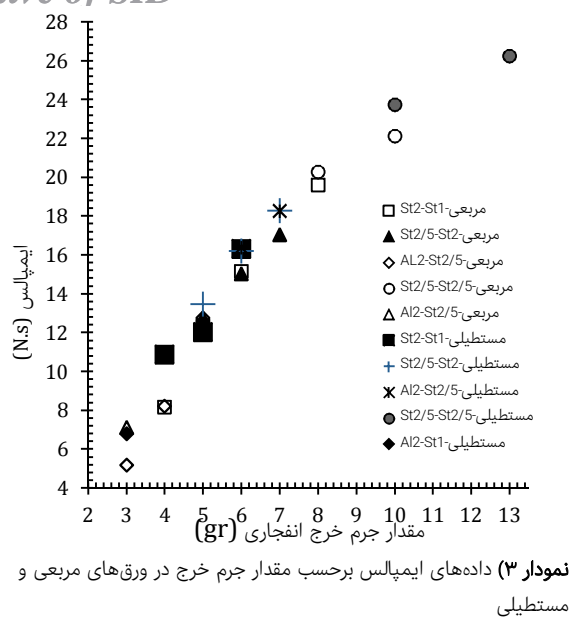 28
26
24
22
20
18
16
14
12
10
8
6
4
ایمپالس (N.s)
مربعی-St2-St1
مربعی-St2/5-St2
مربعی-AL2-St2/5
مربعی-St2/5-St2/5
مربعی-Al2-St2/5
مستطیلی-St2-St1
مستطیلی-St2/5-St2
مستطیلی-Al2-St2/5
مستطیلی-St2/5-St2/5
مستطیلی-Al2-St1
2 3 4 5 6 7 8 9 10 11 12 13
مقدار جرم خرج انفجاری (gr)
نمودار ۳) داده‌های ایمپالس برحسب مقدار جرم خرج در ورق‌های مربعی و
مستطیلی